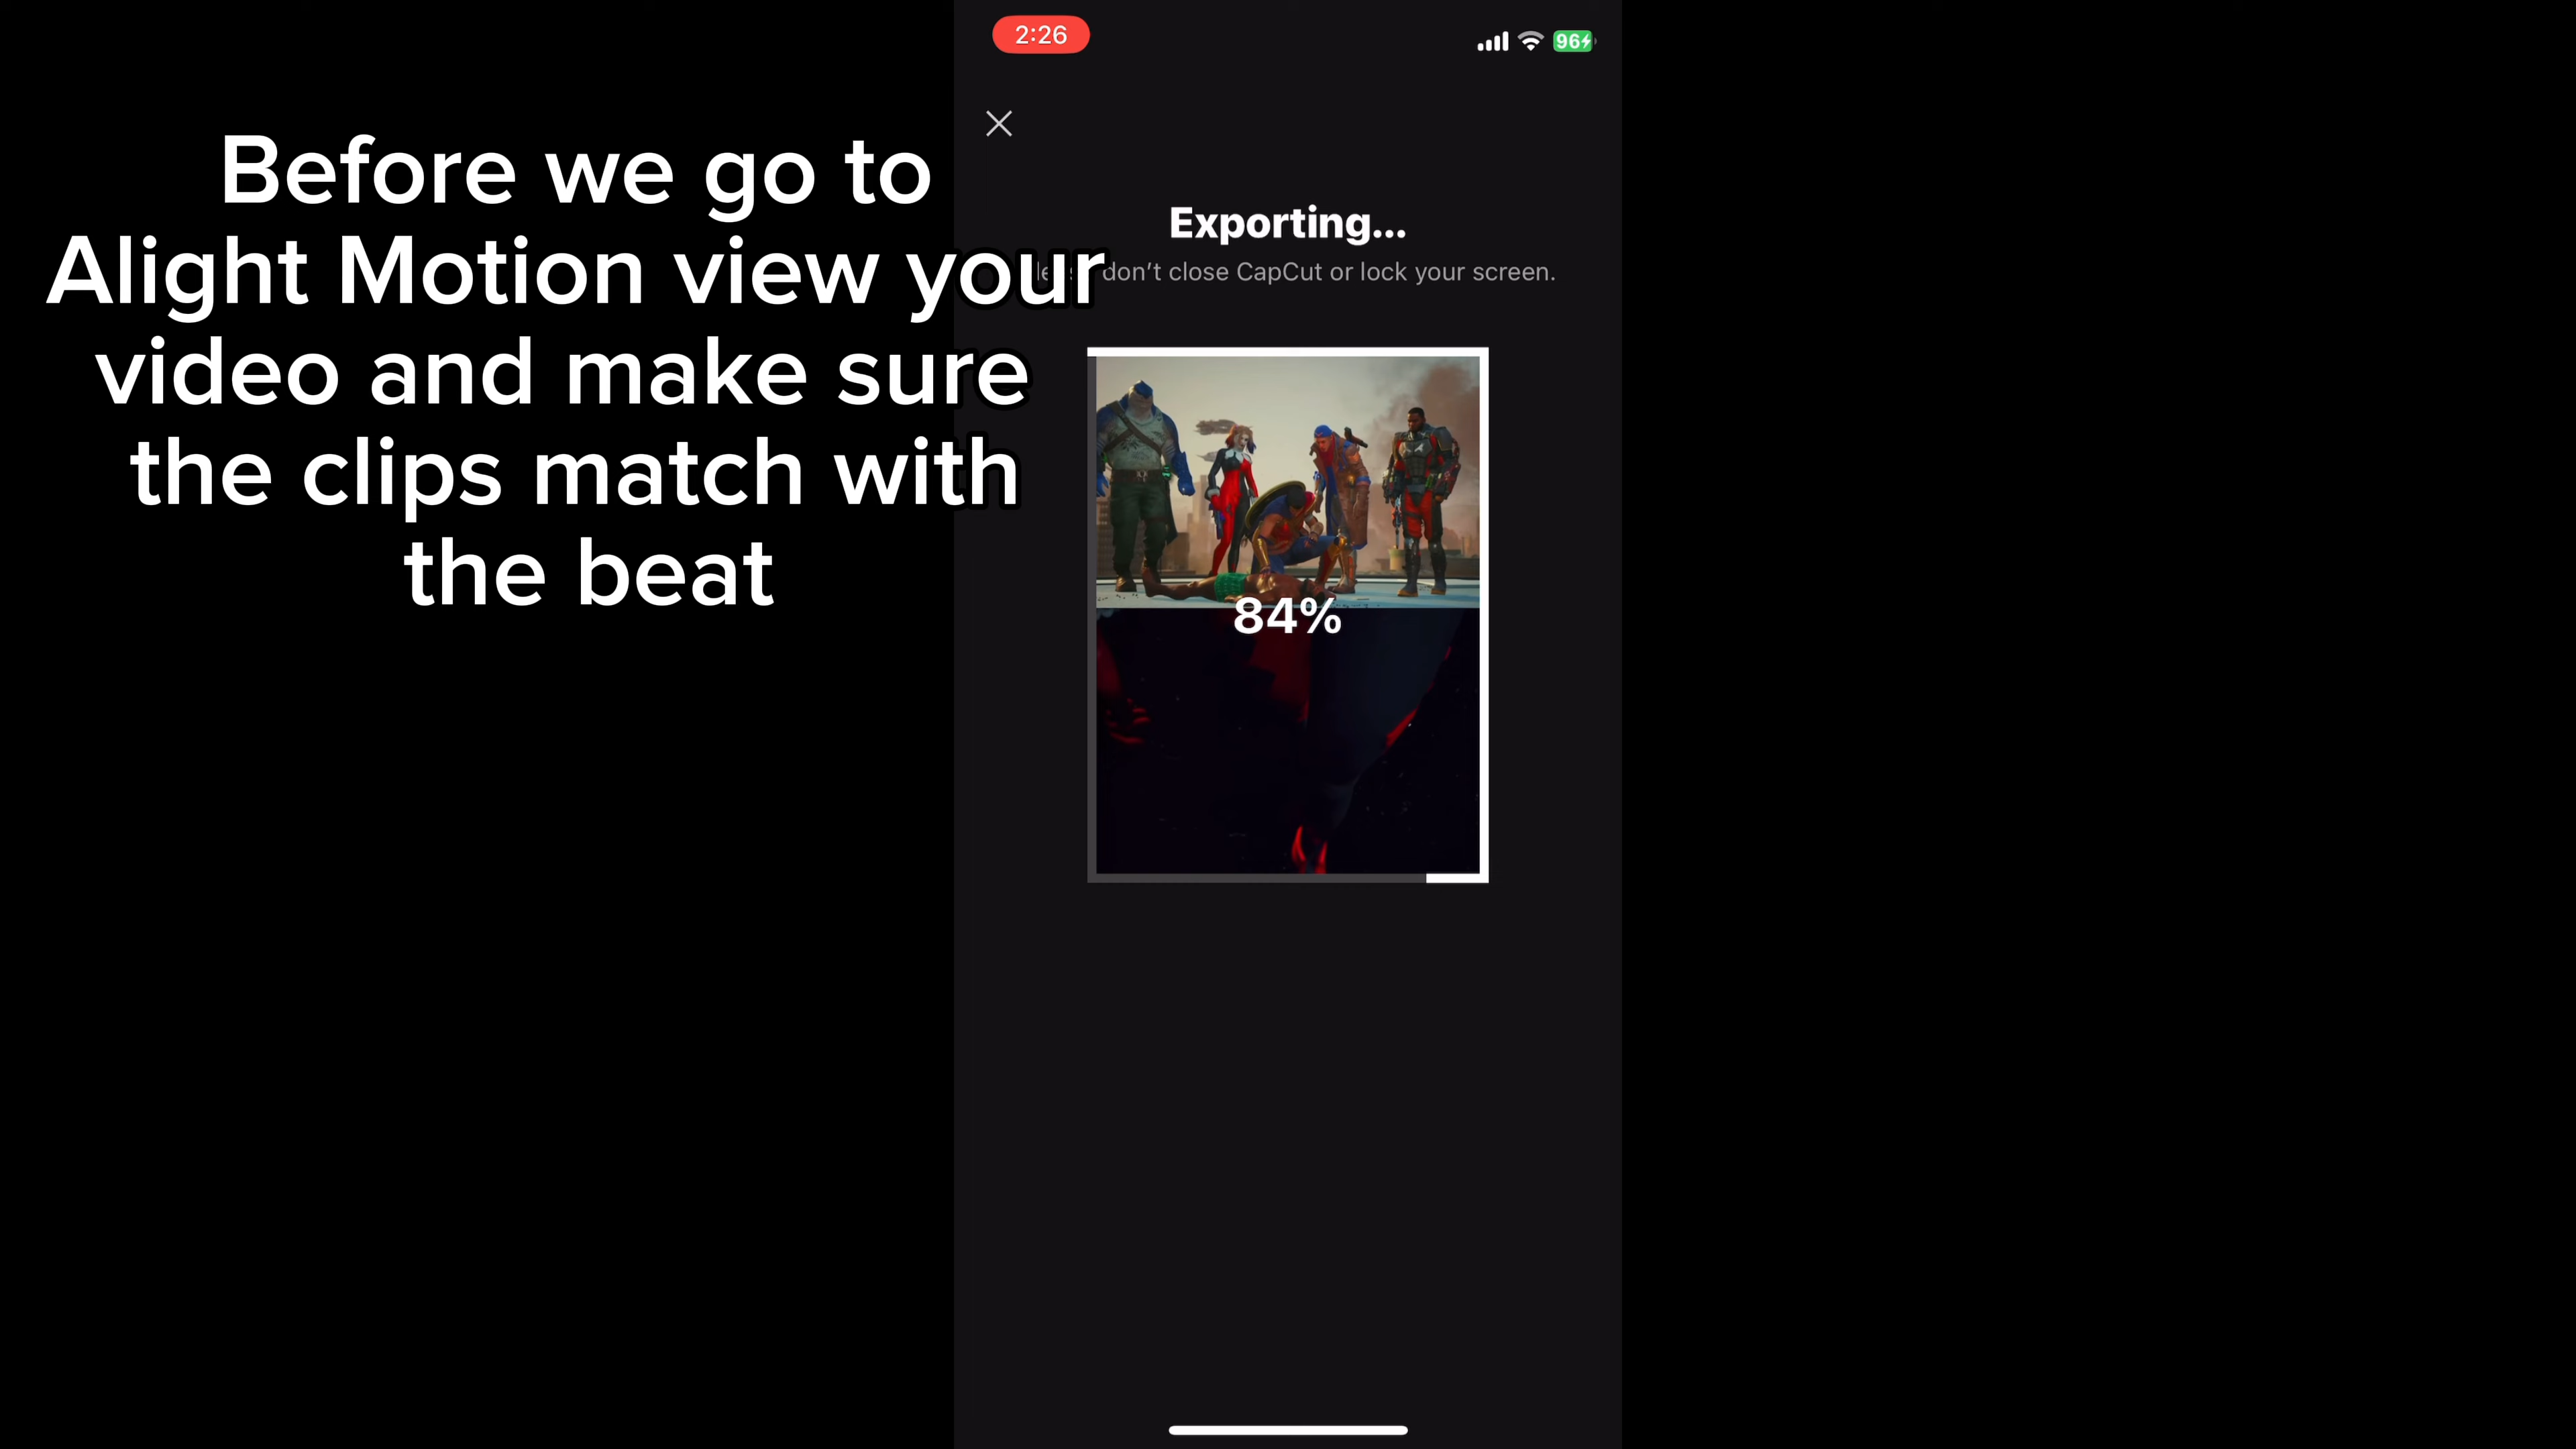 2:26
96
Before we go to
Alight Motion view your
video and make sure
the clips match with
the beat
Exporting...
don't close CapCut or lock your screen.
84%